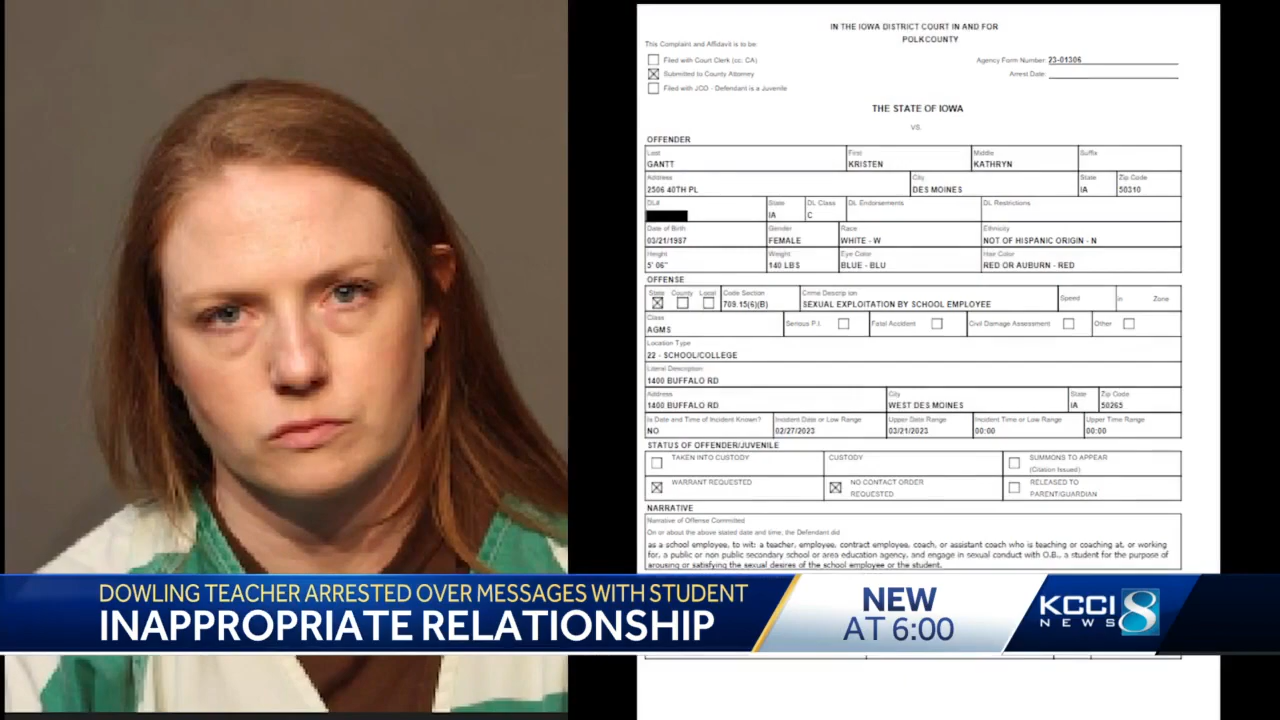 IN THE IOWA DISTRICT COURT IN AND FOR
POLKCOUNTY
This Complaint and Affidavit is to be:
Filed with Court Clerk (cc: CA)
Agency Form Number: 23-01306
Submitted to County Attorney
Arrest Date:
Filed with JCO - Defendant is a Juvenile
THE STATE OF IOWA
VS.
OFFENDER
Last First Middle Suffix
GANTT KRISTEN KATHRYN
Address City State Zip Code
2506 40TH PL DES MOINES IA 50310
DL# State DL Class DL Endorsements DL Restrictions
IA C
Date of Birth Gender Race Ethnicity
03/21/1987 FEMALE WHITE - W NOT OF HISPANIC ORIGIN - N
Height Weight Eye Color Hair Color
5' 06" 140 LBS BLUE - BLU RED OR AUBURN - RED
OFFENSE
State County Local Code Section Crime Description Speed in Zone
709.15(6)(B) SEXUAL EXPLOITATION BY SCHOOL EMPLOYEE
Class Serious P.I. Fatal Accident Civil Damage Assessment Other
AGMS
Location Type
22 - SCHOOL/COLLEGE
Literal Description
1400 BUFFALO RD
Address City State Zip Code
1400 BUFFALO RD WEST DES MOINES IA 50265
Is Date and Time of Incident Known? Incident Date or Low Range Upper Date Range Incident Time or Low Range Upper Time Range
NO 02/27/2023 03/21/2023 00:00 00:00
STATUS OF OFFENDER/JUVENILE
TAKEN INTO CUSTODY CUSTODY SUMMONS TO APPEAR
(Citation Issued)
WARRANT REQUESTED NO CONTACT ORDER RELEASED TO
REQUESTED PARENT/GUARDIAN
NARRATIVE
Narrative of Offense Committed
On or about the above stated date and time, the Defendant did
as a school employee, to wit: a teacher, employee, contract employee, coach, or assistant coach who is teaching or coaching at, or working
for, a public or non public secondary school or area education agency, and engage in sexual conduct with O.B., a student for the purpose of
arousing or satisfying the sexual desires of the school employee or the student.
DOWLING TEACHER ARRESTED OVER MESSAGES WITH STUDENT
INAPPROPRIATE RELATIONSHIP
NEW
AT 6:00
KCCI 8
NEWS